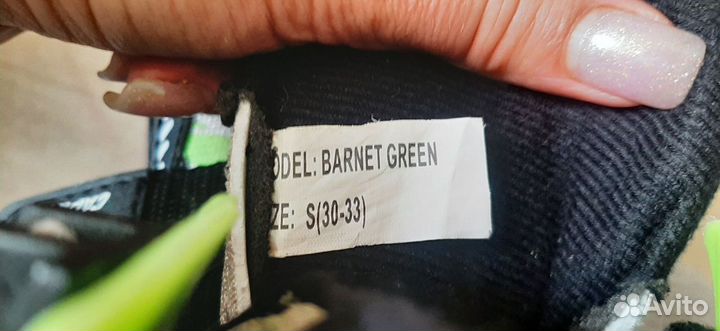 ODEL: BARNET GREEN
ZE: S(30-33)
Avito